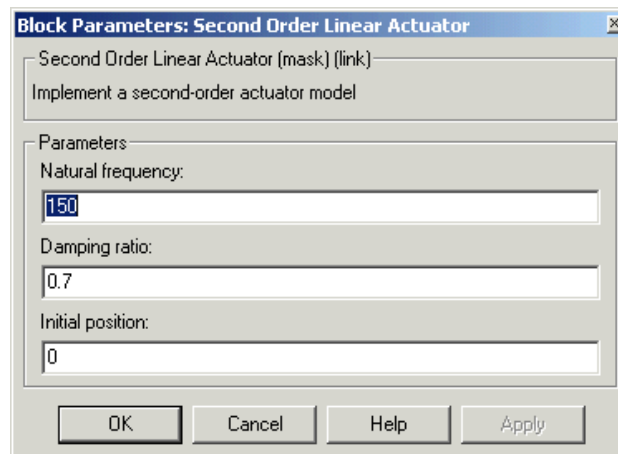 Block Parameters: Second Order Linear Actuator
Second Order Linear Actuator (mask) (link)
Implement a second-order actuator model
Parameters
Natural frequency:
150
Damping ratio:
0.7
Initial position:
0
OK Cancel Help Apply